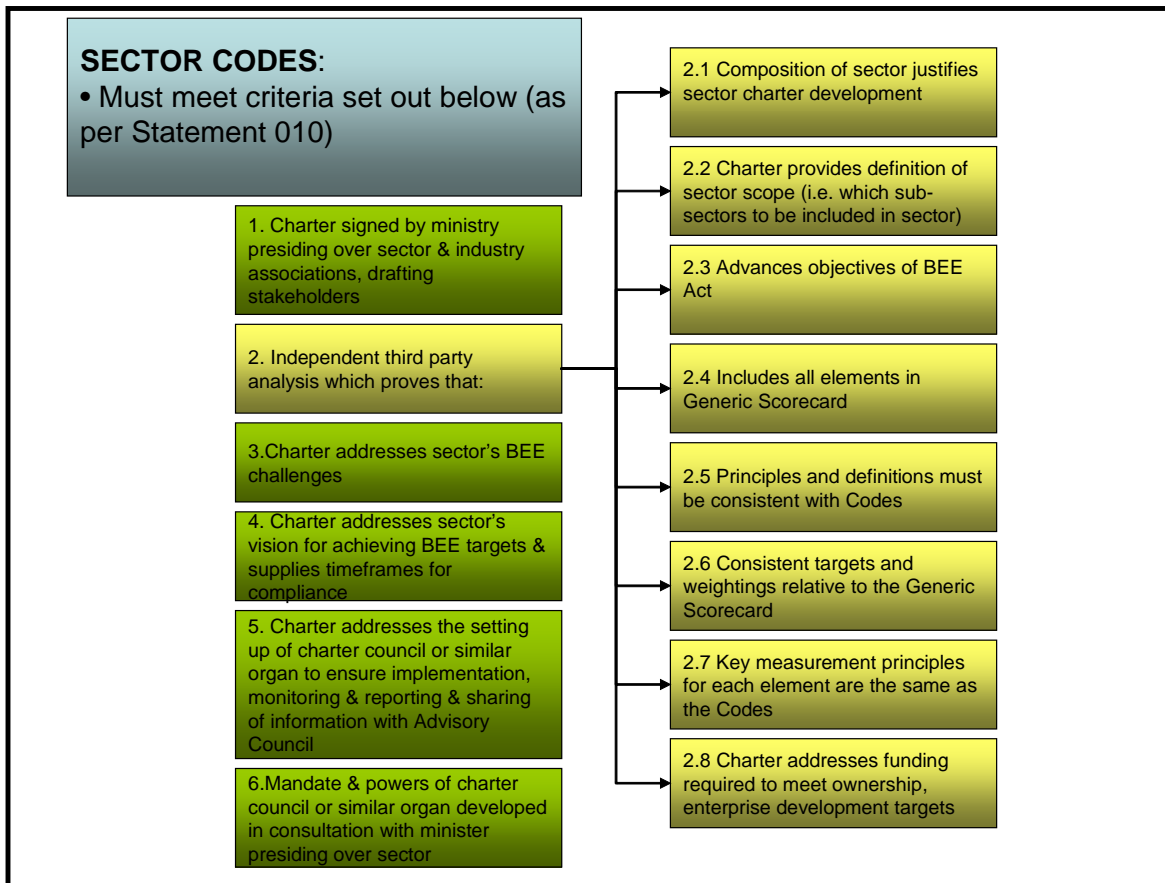 SECTOR CODES:
• Must meet criteria set out below (as
per Statement 010)
1. Charter signed by ministry
presiding over sector & industry
associations, drafting
stakeholders
2. Independent third party
analysis which proves that:
3.Charter addresses sector’s BEE
challenges
4. Charter addresses sector’s
vision for achieving BEE targets &
supplies timeframes for
compliance
5. Charter addresses the setting
up of charter council or similar
organ to ensure implementation,
monitoring & reporting & sharing
of information with Advisory
Council
6.Mandate & powers of charter
council or similar organ developed
in consultation with minister
presiding over sector
2.1 Composition of sector justifies
sector charter development
2.2 Charter provides definition of
sector scope (i.e. which sub-
sectors to be included in sector)
2.3 Advances objectives of BEE
Act
2.4 Includes all elements in
Generic Scorecard
2.5 Principles and definitions must
be consistent with Codes
2.6 Consistent targets and
weightings relative to the Generic
Scorecard
2.7 Key measurement principles
for each element are the same as
the Codes
2.8 Charter addresses funding
required to meet ownership,
enterprise development targets